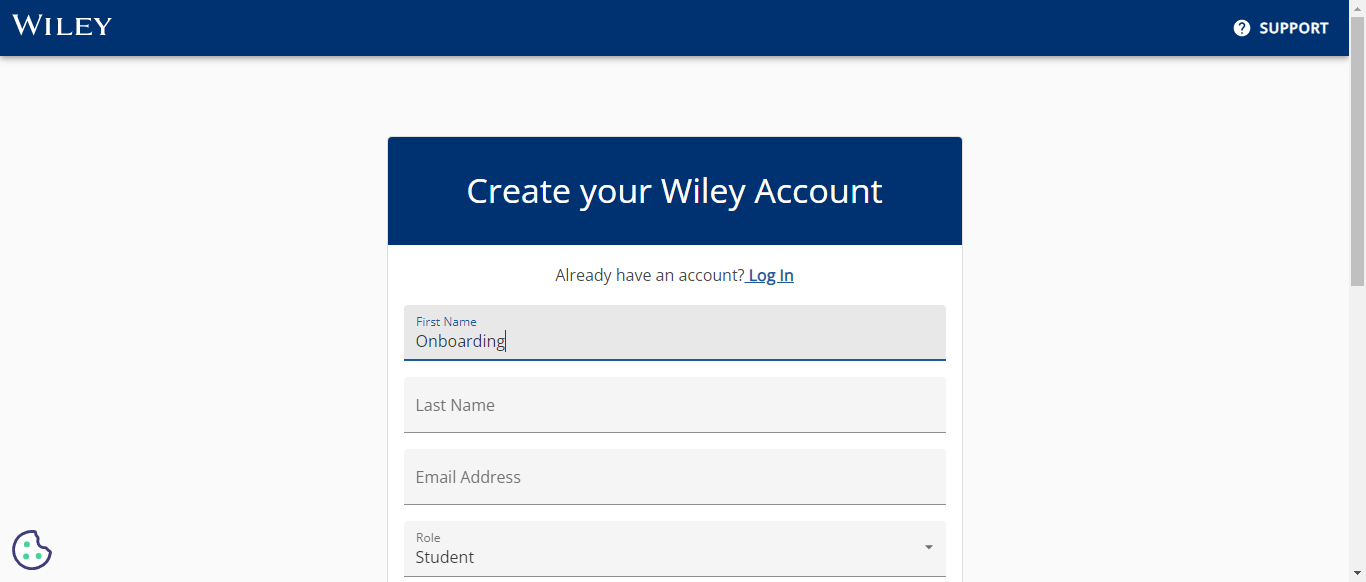 WILEY
SUPPORT
Create your Wiley Account
Already have an account? Log In
First Name
Onboarding
Last Name
Email Address
Role
Student